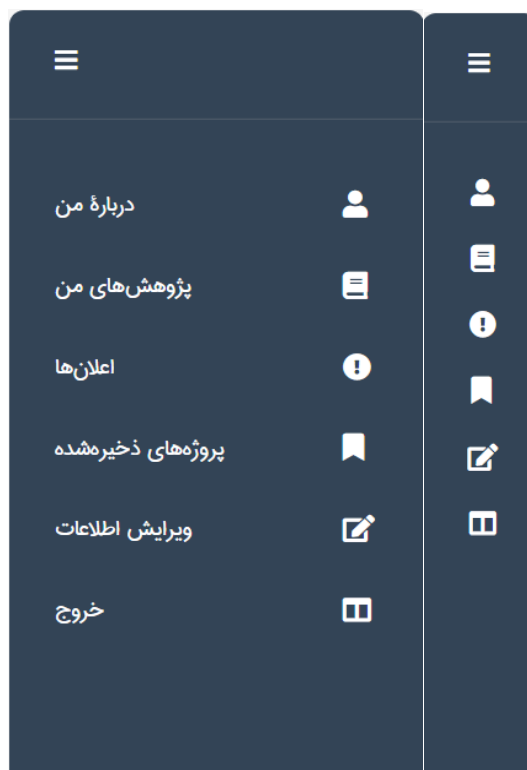 دربارهٔ من
پژوهش‌های من
اعلان‌ها
پروژه‌های ذخیره‌شده
ویرایش اطلاعات
خروج